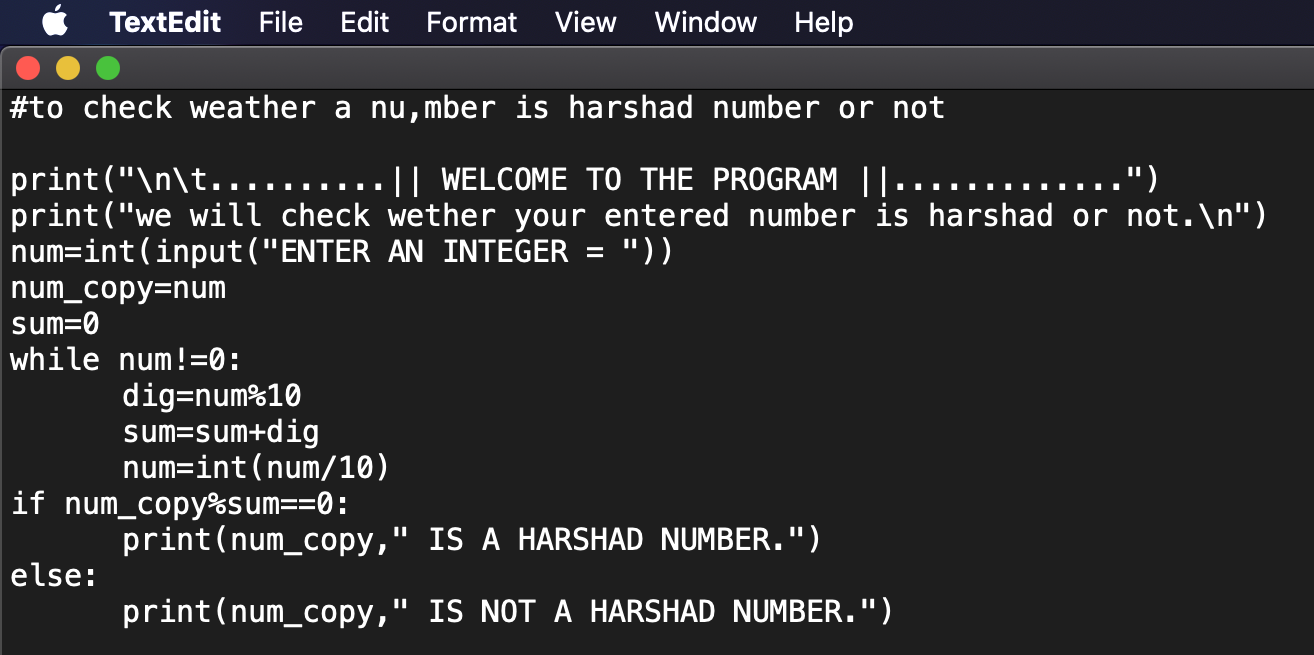 TextEdit File Edit Format View Window Help
#to check weather a nu,mber is harshad number or not
print("\n\t..........|| WELCOME TO THE PROGRAM ||.............")
print("we will check wether your entered number is harshad or not.\n")
num=int(input("ENTER AN INTEGER = "))
num_copy=num
sum=0
while num!=0:
	dig=num%10
	sum=sum+dig
	num=int(num/10)
if num_copy%sum==0:
	print(num_copy," IS A HARSHAD NUMBER.")
else:
	print(num_copy," IS NOT A HARSHAD NUMBER.")